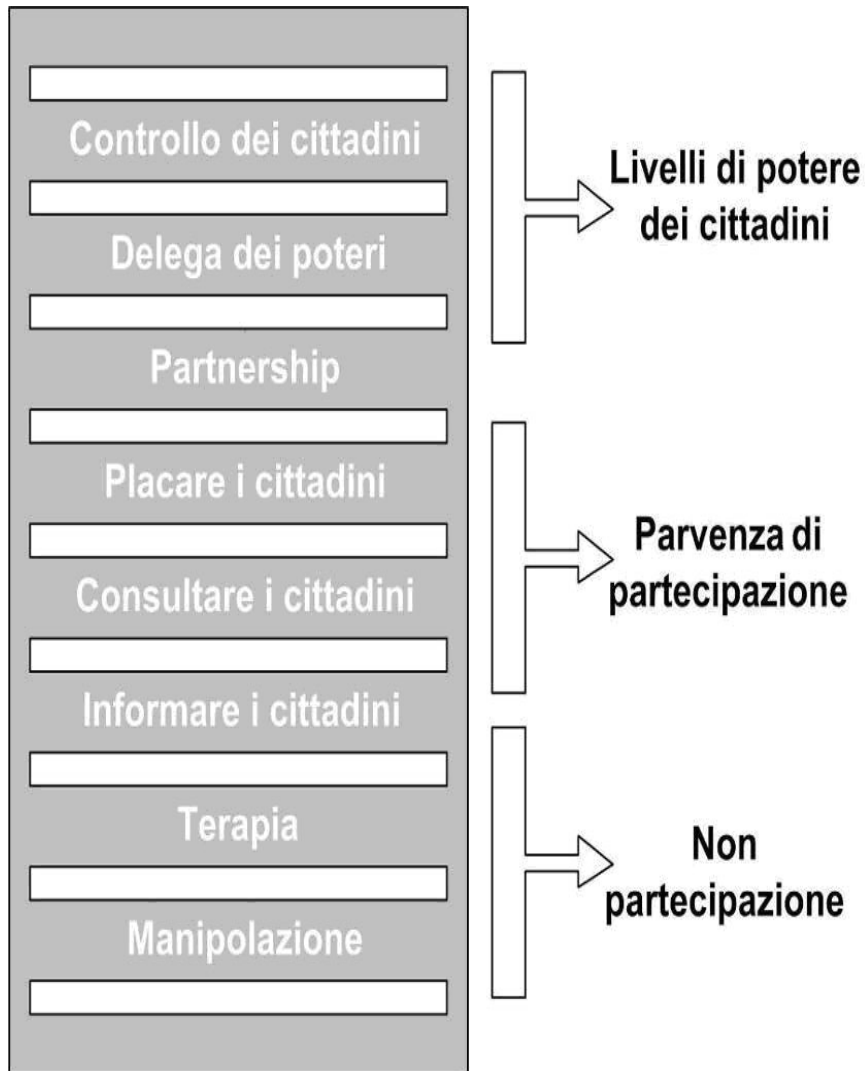 Controllo dei cittadini
Delega dei poteri
Partnership
Placare i cittadini
Consultare i cittadini
Informare i cittadini
Terapia
Manipolazione
Livelli di potere
dei cittadini
Parvenza di
partecipazione
Non
partecipazione